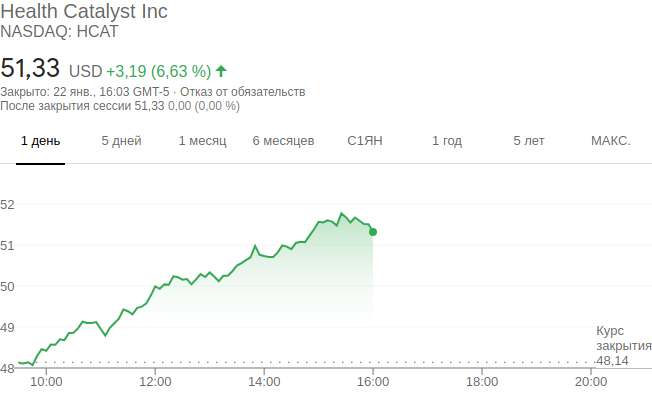 Health Catalyst Inc
NASDAQ: HCAT
51,33 USD +3,19 (6,63 %)
Закрыто: 22 янв., 16:03 GMT-5 · Отказ от обязательств
После закрытия сессии 51,33 0,00 (0,00 %)
1 день 5 дней 1 месяц 6 месяцев С1ЯН 1 год 5 лет МАКС.
52
51
50
49
Курс
закрытия
48,14
48
10:00 12:00 14:00 16:00 18:00 20:00